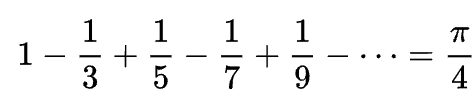 1 − 1/3 + 1/5 − 1/7 + 1/9 − ⋯ = π/4